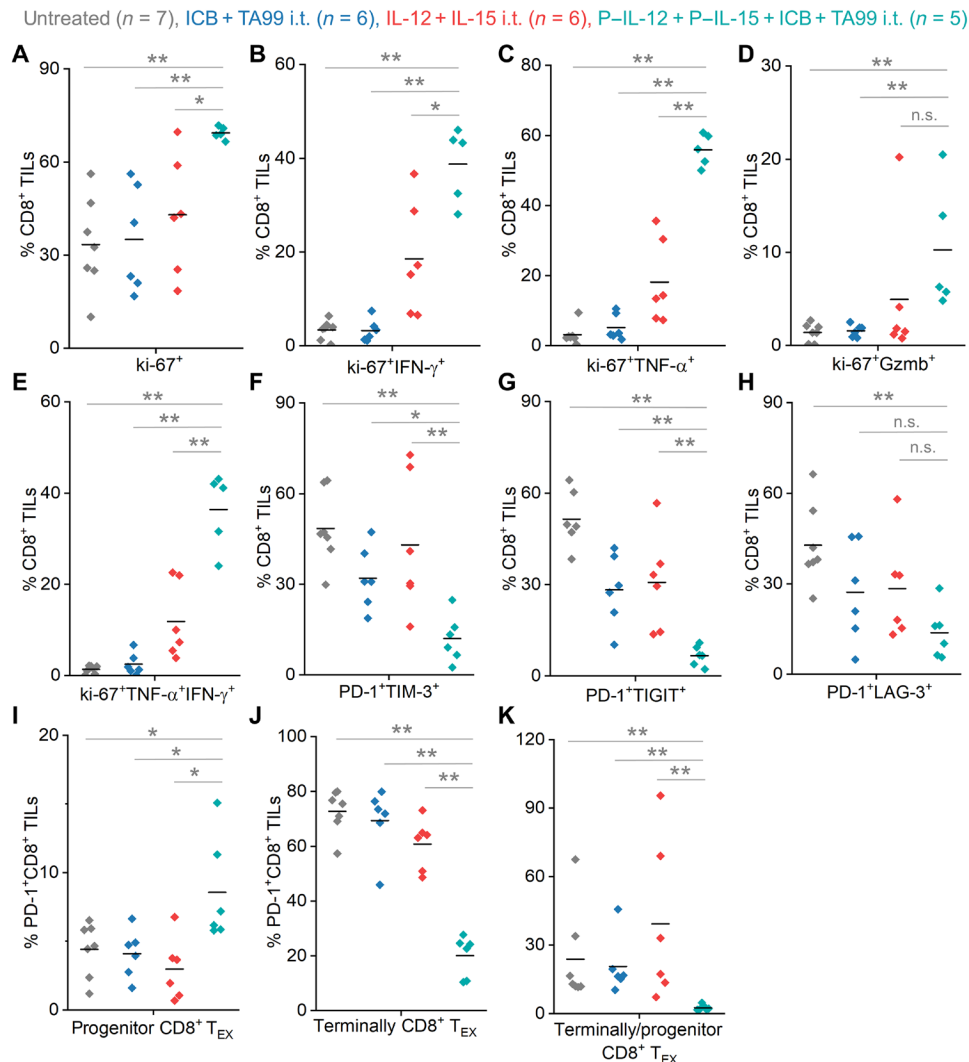 Untreated (n = 7), ICB + TA99 i.t. (n = 6), IL-12 + IL-15 i.t. (n = 6), P–IL-12 + P–IL-15 + ICB + TA99 (n = 5)
A
% CD8⁺ TILs
90
60
30
0
**
**
*
ki-67⁺
B
% CD8⁺ TILs
60
40
20
0
**
**
*
ki-67⁺IFN-γ⁺
C
% CD8⁺ TILs
80
60
40
20
0
**
**
**
ki-67⁺TNF-α⁺
D
% CD8⁺ TILs
30
20
10
0
**
**
n.s.
ki-67⁺Gzmb⁺
E
% CD8⁺ TILs
60
40
20
0
**
**
**
ki-67⁺TNF-α⁺IFN-γ⁺
F
% CD8⁺ TILs
90
60
30
0
**
*
**
PD-1⁺TIM-3⁺
G
% CD8⁺ TILs
90
60
30
0
**
**
**
PD-1⁺TIGIT⁺
H
% CD8⁺ TILs
90
60
30
0
**
n.s.
n.s.
PD-1⁺LAG-3⁺
I
% PD-1⁺CD8⁺ TILs
20
10
0
*
*
*
Progenitor CD8⁺ T_EX
J
% PD-1⁺CD8⁺ TILs
100
80
60
40
20
0
**
**
**
Terminally CD8⁺ T_EX
K
120
90
60
30
0
**
**
**
Terminally/progenitor
CD8⁺ T_EX